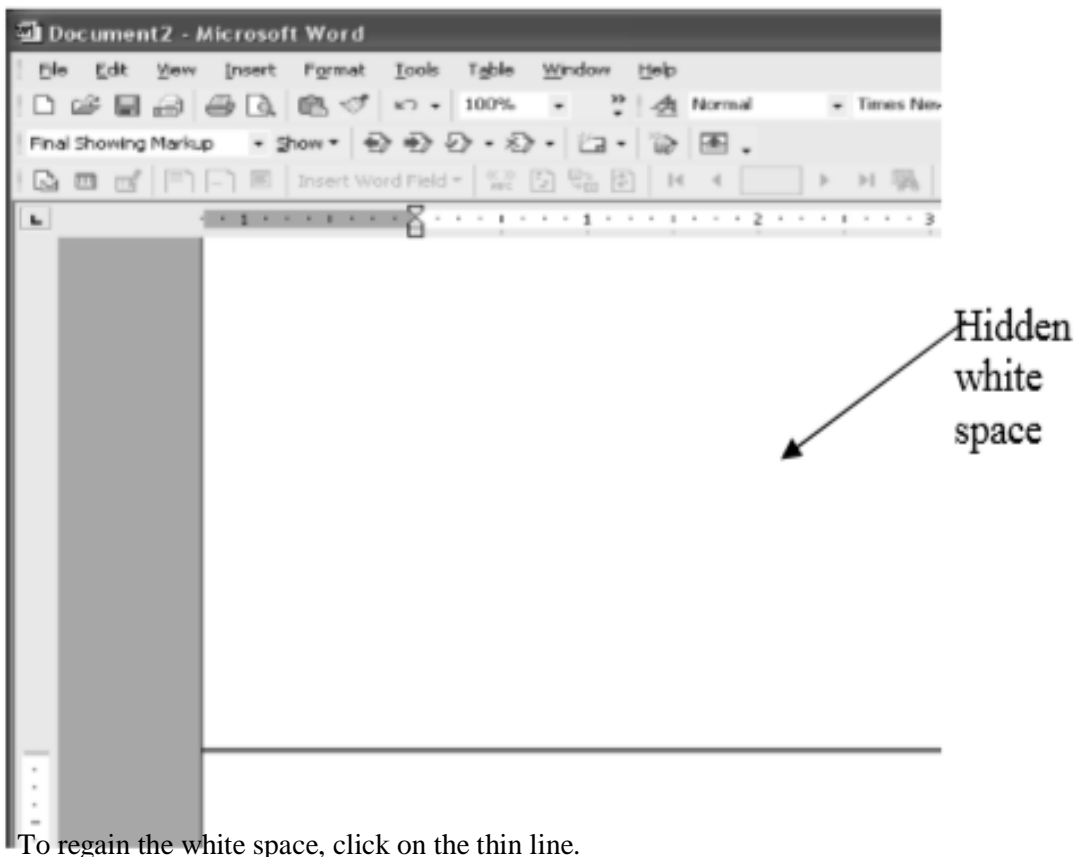 Document2 - Microsoft Word
File Edit View Insert Format Tools Table Window Help
100% Normal Times New
Final Showing Markup Show
Insert Word Field
1 1 2 3
Hidden
white
space
To regain the white space, click on the thin line.